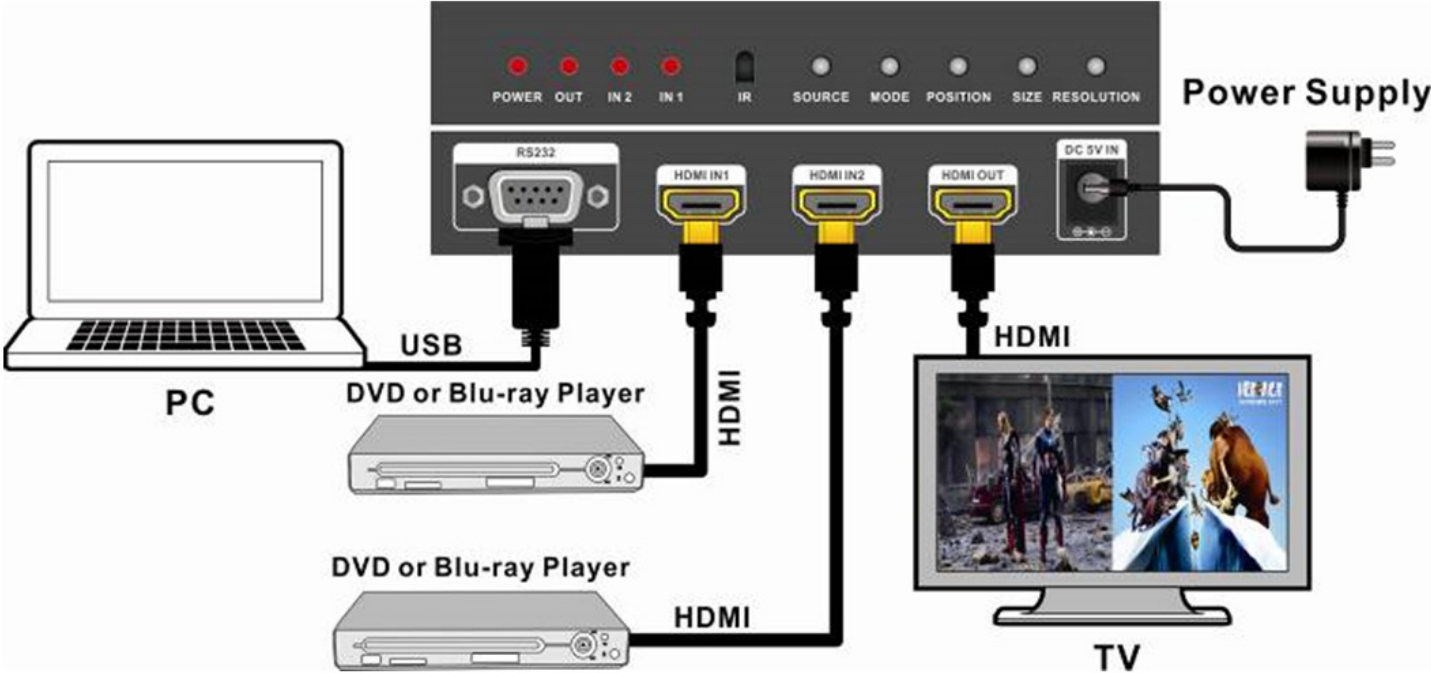 POWER OUT IN 2 IN 1 IR SOURCE MODE POSITION SIZE RESOLUTION
Power Supply
RS232
HDMI IN1
HDMI IN2
HDMI OUT
DC 5V IN
USB
HDMI
HDMI
PC
DVD or Blu-ray Player
DVD or Blu-ray Player
HDMI
TV